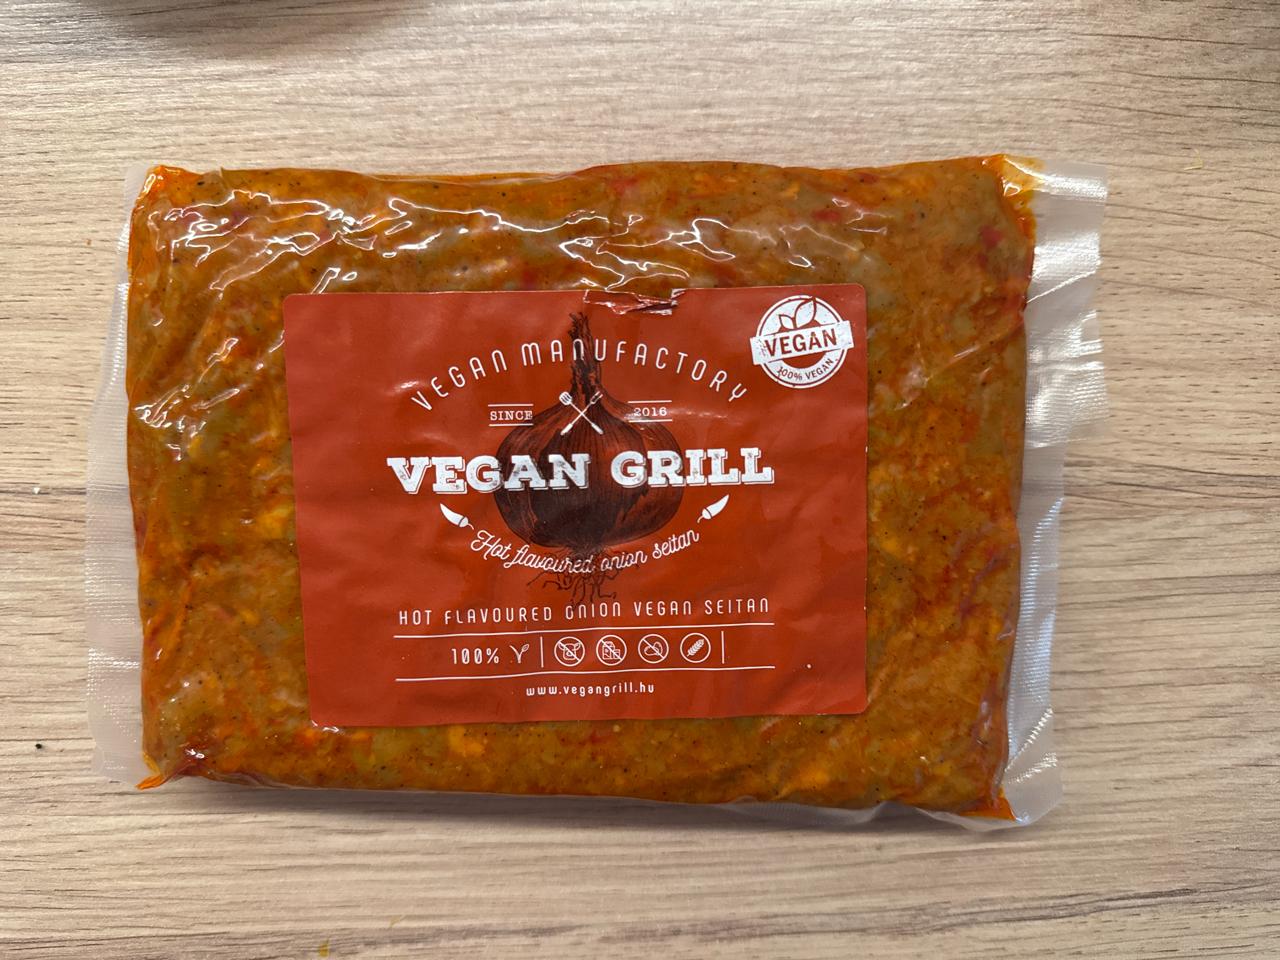 VEGAN MANUFACTORY
VEGAN
100% VEGAN
SINCE 2016
VEGAN GRILL
Hot flavoured onion seitan
HOT FLAVOURED ONION VEGAN SEITAN
100%
www.vegangrill.hu